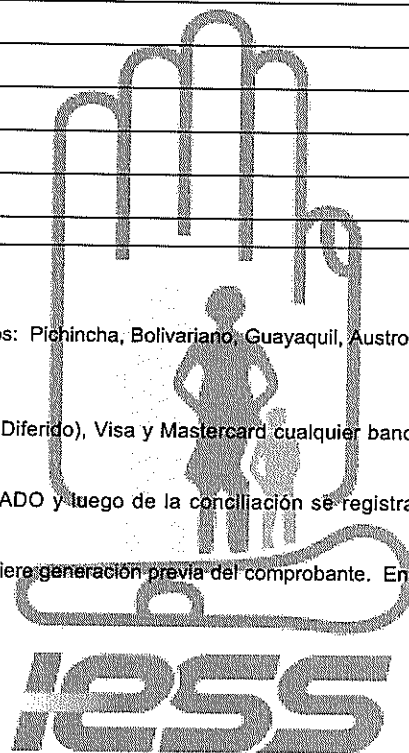 os: Pichincha, Bolivariano, Guayaquil, Austro
Diferido), Visa y Mastercard cualquier banc
ADO y luego de la conciliación se registra
iere generación previa del comprobante. En
IESS